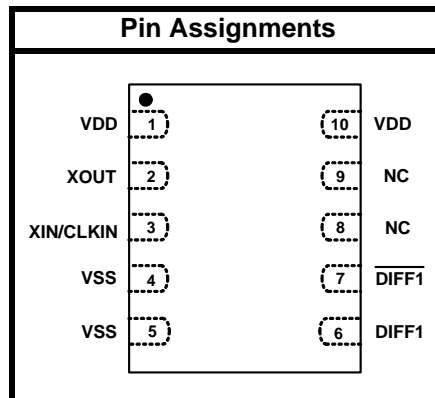 Pin Assignments
VDD 1 10 VDD
XOUT 2 9 NC
XIN/CLKIN 3 8 NC
VSS 4 7 DIFF1
VSS 5 6 DIFF1